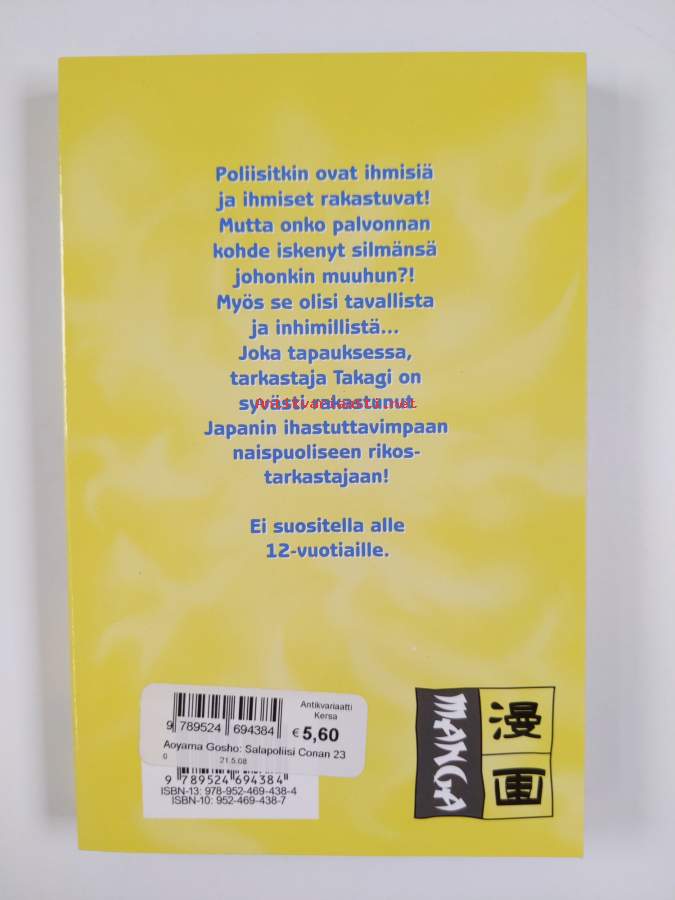 Poliisitkin ovat ihmisiä
ja ihmiset rakastuvat!
Mutta onko palvonnan
kohde iskenyt silmänsä
johonkin muuhun?!
Myös se olisi tavallista
ja inhimillistä...
Joka tapauksessa,
tarkastaja Takagi on
syvästi rakastunut
Antikvariaatti.net
Japanin ihastuttavimpaan
naispuoliseen rikos-
tarkastajaan!
Ei suositella alle
12-vuotiaille.
Antikvariaatti
Kersa
9 789524 694384
€ 5,60
Aoyama Gosho: Salapoliisi Conan 23
0 21.5.08
9 789524 694384
ISBN-13: 978-952-469-438-4
ISBN-10: 952-469-438-7
MANGA
漫
画